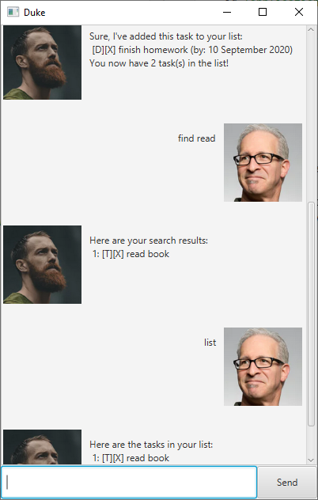 Duke
Sure, I've added this task to your list:
[D][X] finish homework (by: 10 September 2020)
You now have 2 task(s) in the list!
find read
Here are your search results:
1: [T][X] read book
list
Here are the tasks in your list:
1: [T][X] read book
Send